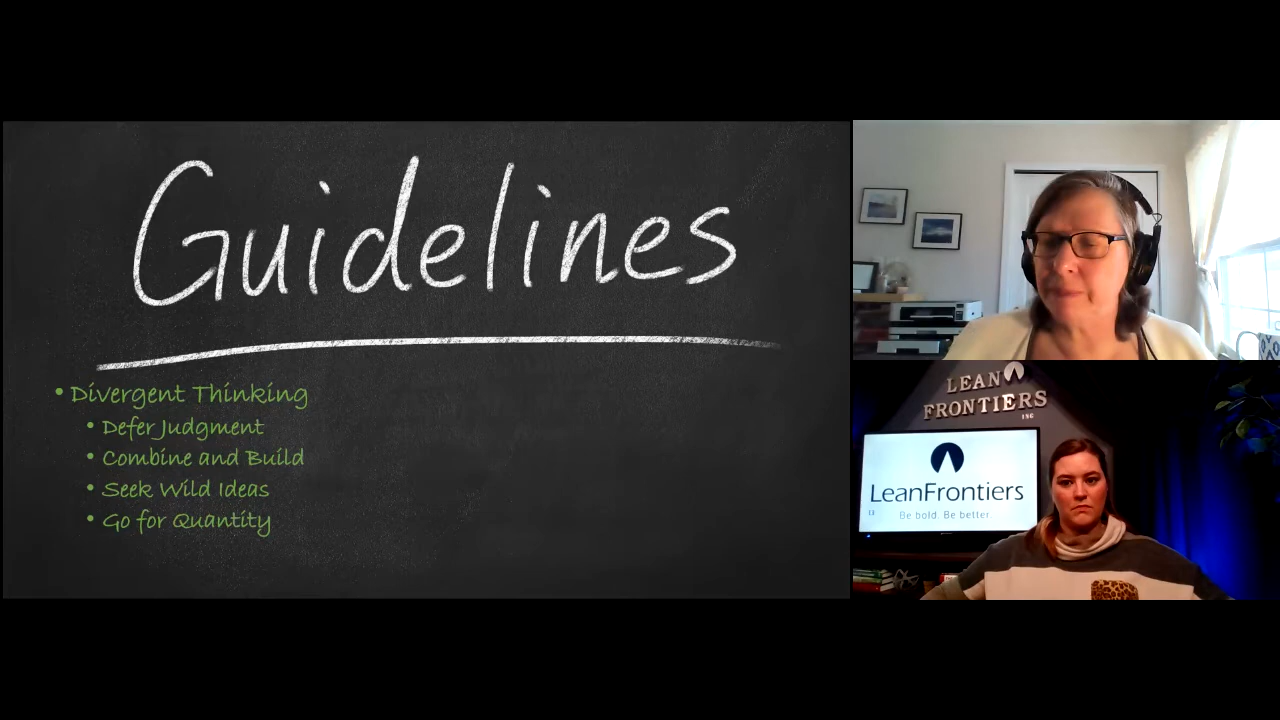 Guidelines
• Divergent Thinking
• Defer Judgment
• Combine and Build
• Seek Wild Ideas
• Go for Quantity
LEAN
FRONTIERS
INC
LeanFrontiers
Be bold. Be better.